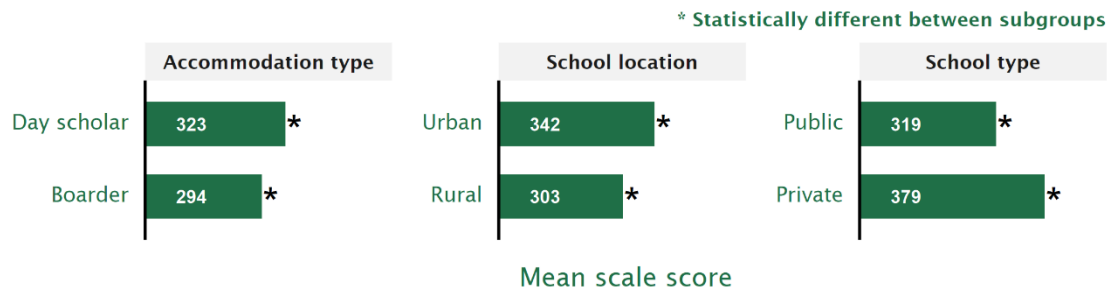 * Statistically different between subgroups
Accommodation type
Day scholar 323 *
Boarder 294 *
School location
Urban 342 *
Rural 303 *
School type
Public 319 *
Private 379 *
Mean scale score